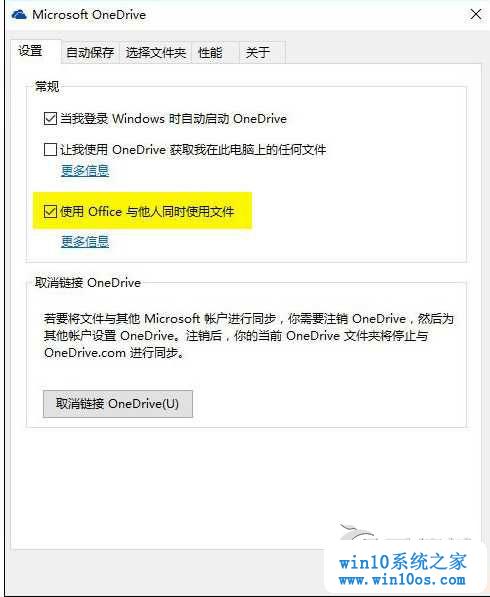 Microsoft OneDrive
设置 自动保存 选择文件夹 性能 关于
常规
当我登录 Windows 时自动启动 OneDrive
让我使用 OneDrive 获取我在此电脑上的任何文件
更多信息
使用 Office 与他人同时使用文件
更多信息
取消链接 OneDrive
若要将文件与其他 Microsoft 帐户进行同步，你需要注销 OneDrive，然后为
其他帐户设置 OneDrive。注销后，你的当前 OneDrive 文件夹将停止与
OneDrive.com 进行同步。
取消链接 OneDrive(U)
win10系统之家
www.win10os.com